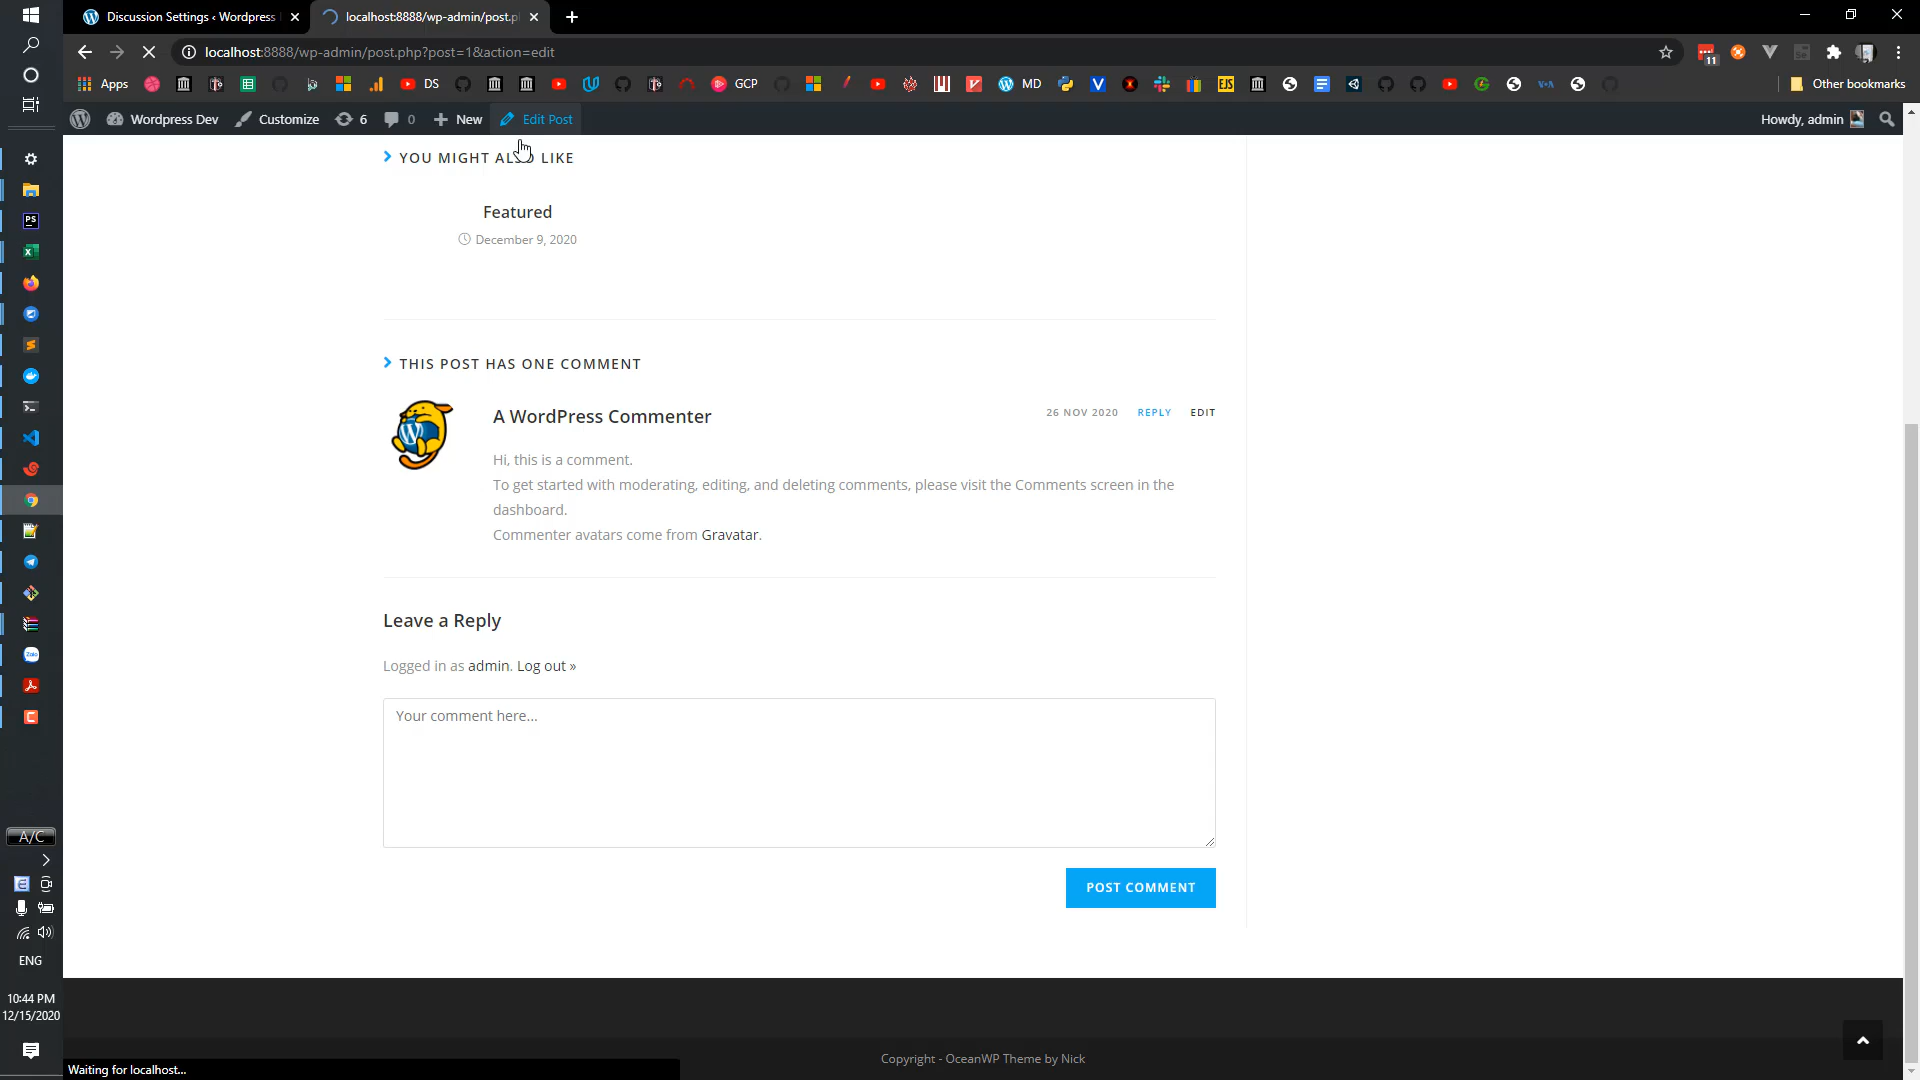 Discussion Settings ‹ Wordpress
localhost:8888/wp-admin/post.p
localhost:8888/wp-admin/post.php?post=1&action=edit
11
Apps
DS
GCP
MD
EJS
Other bookmarks
Wordpress Dev
Customize
6
0
New
Edit Post
Howdy, admin
YOU MIGHT ALSO LIKE
Featured
December 9, 2020
THIS POST HAS ONE COMMENT
A WordPress Commenter
26 NOV 2020 REPLY EDIT
Hi, this is a comment.
To get started with moderating, editing, and deleting comments, please visit the Comments screen in the
dashboard.
Commenter avatars come from Gravatar.
Leave a Reply
Logged in as admin. Log out »
Your comment here...
POST COMMENT
Copyright - OceanWP Theme by Nick
Waiting for localhost...
PS
Zalo
A/C
ENG
10:44 PM
12/15/2020